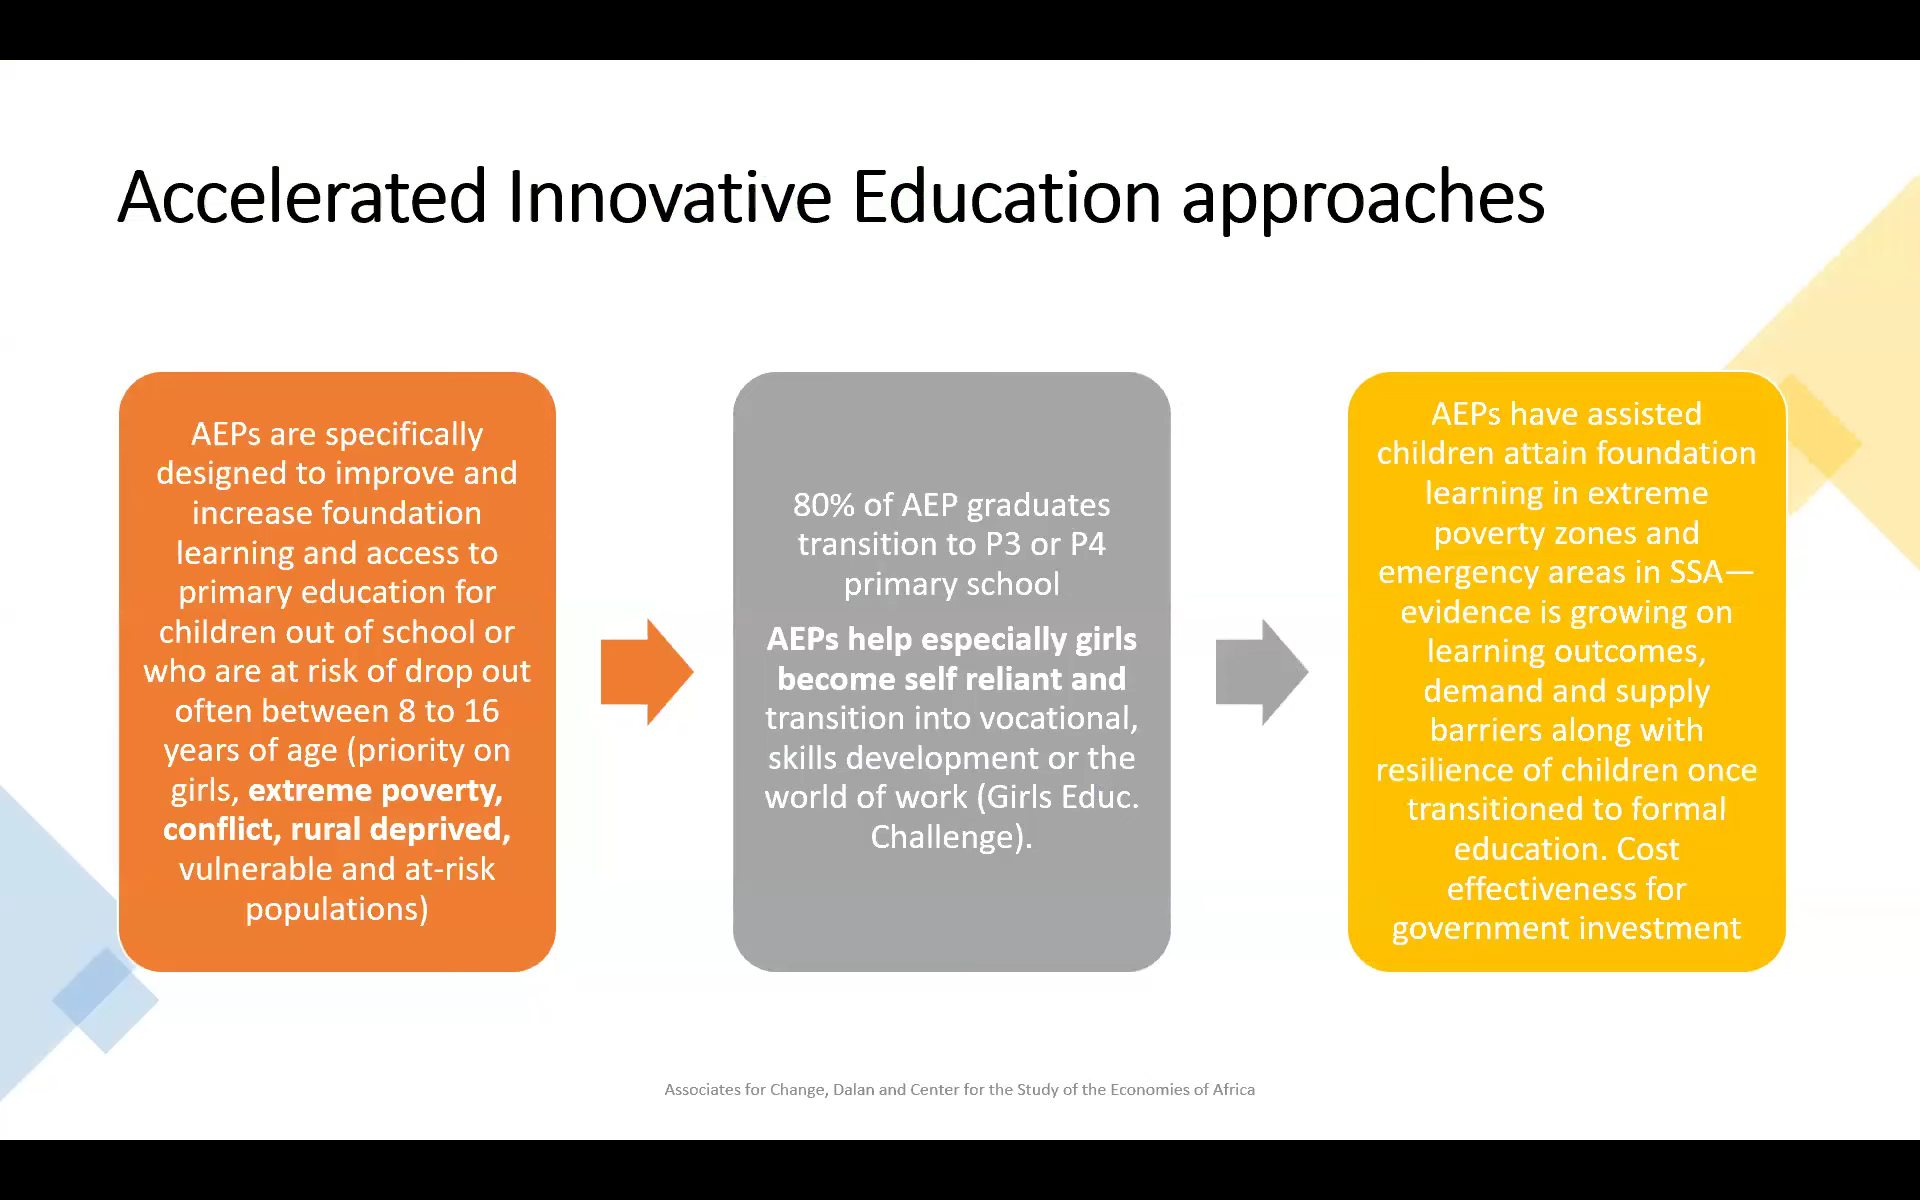 Accelerated Innovative Education approaches
AEPs are specifically
designed to improve and
increase foundation
learning and access to
primary education for
children out of school or
who are at risk of drop out
often between 8 to 16
years of age (priority on
girls, extreme poverty,
conflict, rural deprived,
vulnerable and at-risk
populations)
80% of AEP graduates
transition to P3 or P4
primary school
AEPs help especially girls
become self reliant and
transition into vocational,
skills development or the
world of work (Girls Educ.
Challenge).
AEPs have assisted
children attain foundation
learning in extreme
poverty zones and
emergency areas in SSA—
evidence is growing on
learning outcomes,
demand and supply
barriers along with
resilience of children once
transitioned to formal
education. Cost
effectiveness for
government investment
Associates for Change, Dalan and Center for the Study of the Economies of Africa